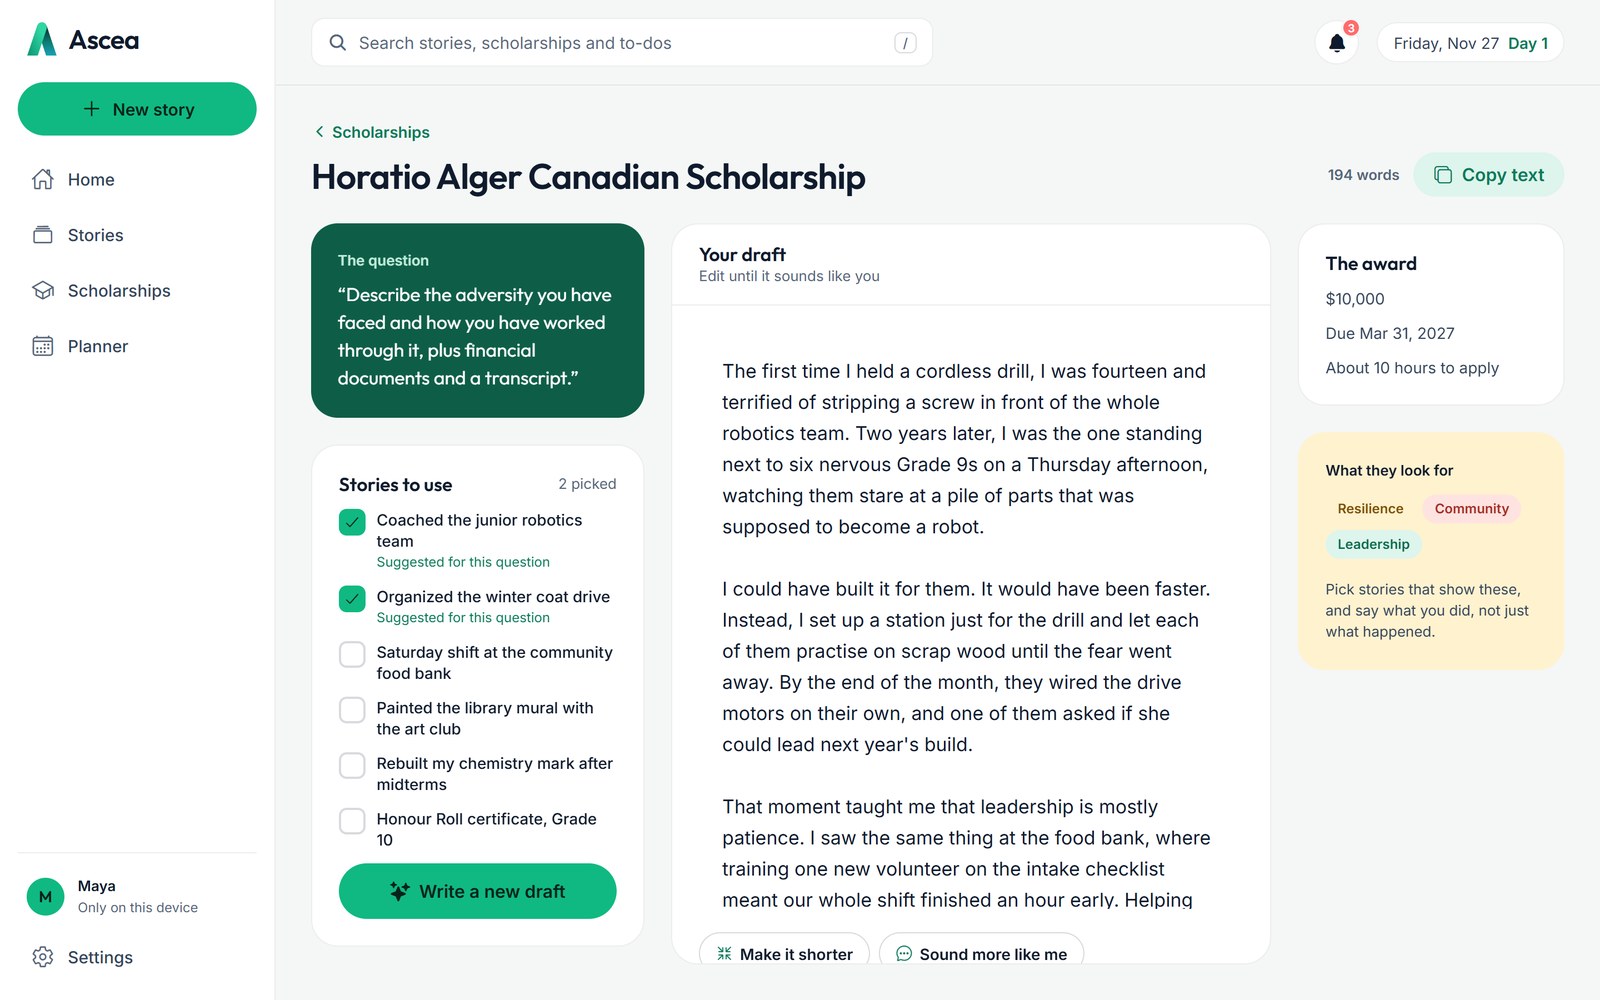 Ascea
New story
Home
Stories
Scholarships
Planner
Maya
M
Only on this device
Settings
Search stories, scholarships and to-dos
/
3
Friday, Nov 27 Day 1
Scholarships
Horatio Alger Canadian Scholarship
194 words
Copy text
The question
“Describe the adversity you have
faced and how you have worked
through it, plus financial
documents and a transcript.”
Stories to use
2 picked
Coached the junior robotics
team
Suggested for this question
Organized the winter coat drive
Suggested for this question
Saturday shift at the community
food bank
Painted the library mural with
the art club
Rebuilt my chemistry mark after
midterms
Honour Roll certificate, Grade
10
Write a new draft
Your draft
Edit until it sounds like you
The first time I held a cordless drill, I was fourteen and
terrified of stripping a screw in front of the whole
robotics team. Two years later, I was the one standing
next to six nervous Grade 9s on a Thursday afternoon,
watching them stare at a pile of parts that was
supposed to become a robot.
I could have built it for them. It would have been faster.
Instead, I set up a station just for the drill and let each
of them practise on scrap wood until the fear went
away. By the end of the month, they wired the drive
motors on their own, and one of them asked if she
could lead next year's build.
That moment taught me that leadership is mostly
patience. I saw the same thing at the food bank, where
training one new volunteer on the intake checklist
meant our whole shift finished an hour early. Helping
Make it shorter
Sound more like me
The award
$10,000
Due Mar 31, 2027
About 10 hours to apply
What they look for
Resilience
Community
Leadership
Pick stories that show these,
and say what you did, not just
what happened.